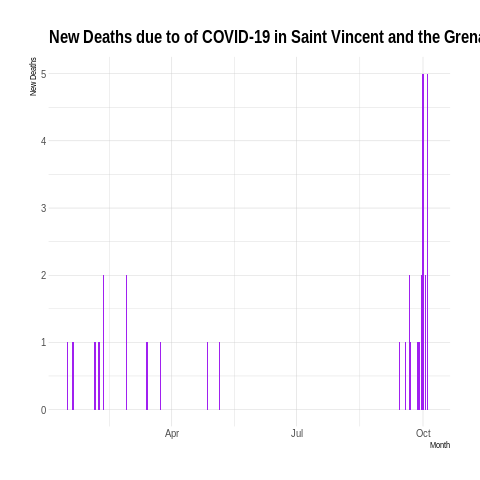 New Deaths due to of COVID-19 in Saint Vincent and the Grena
New Deaths
5
4
3
2
1
0
Apr
Jul
Oct
Month